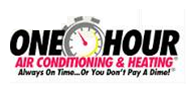 ONE HOUR
AIR CONDITIONING & HEATING®
Always On Time...Or You Don't Pay A Dime!®